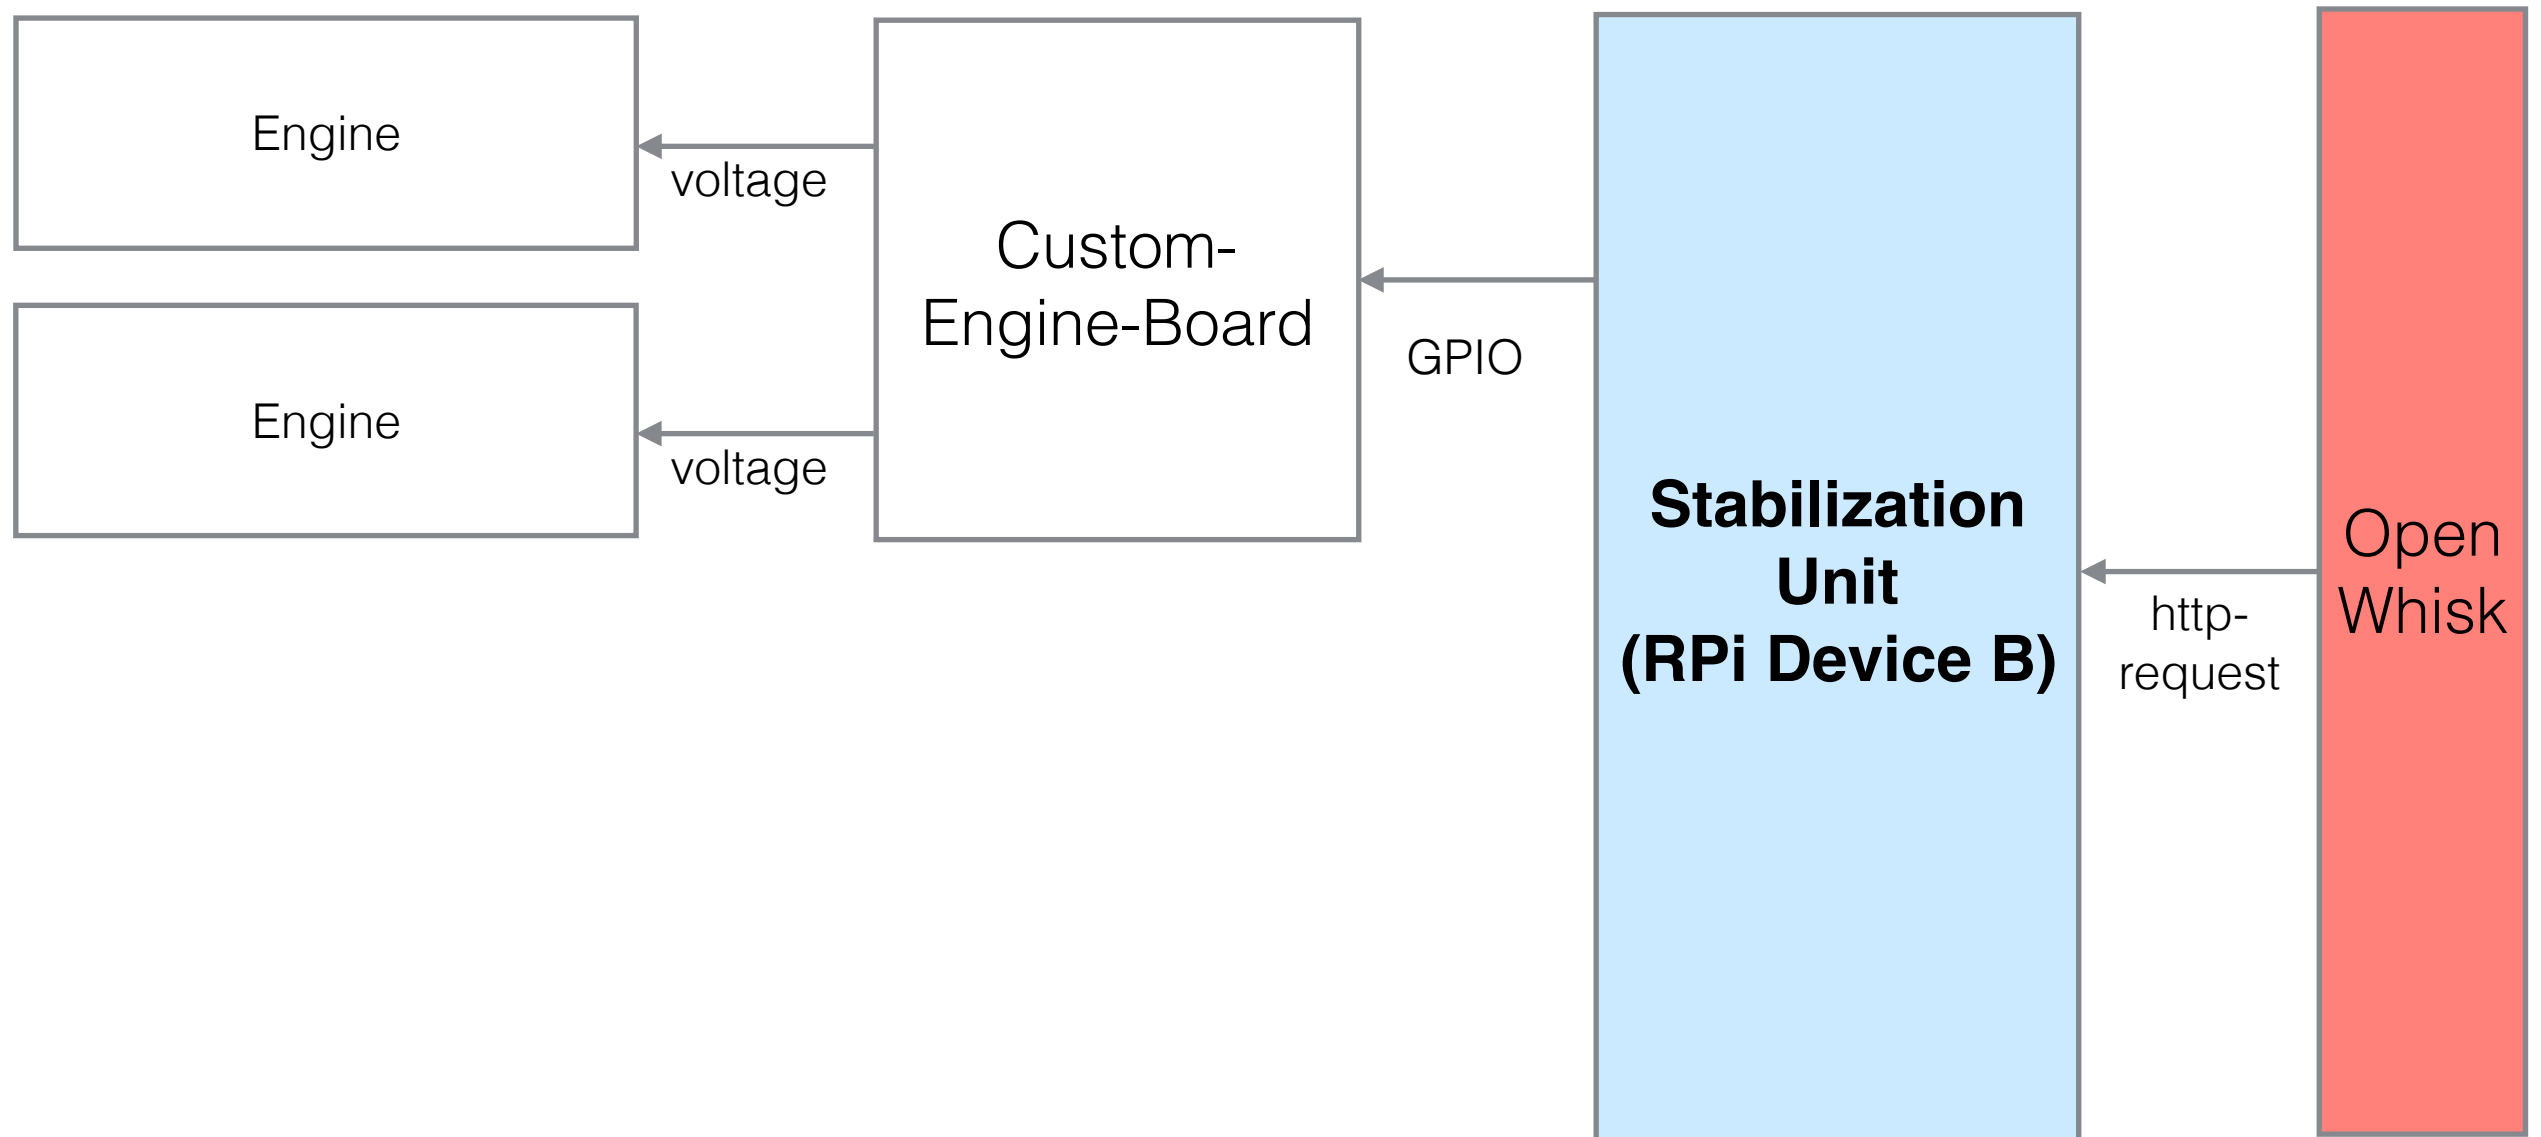 Engine
voltage
Engine
voltage
Custom-
Engine-Board
GPIO
Stabilization
Unit
(RPi Device B)
http-
request
Open
Whisk